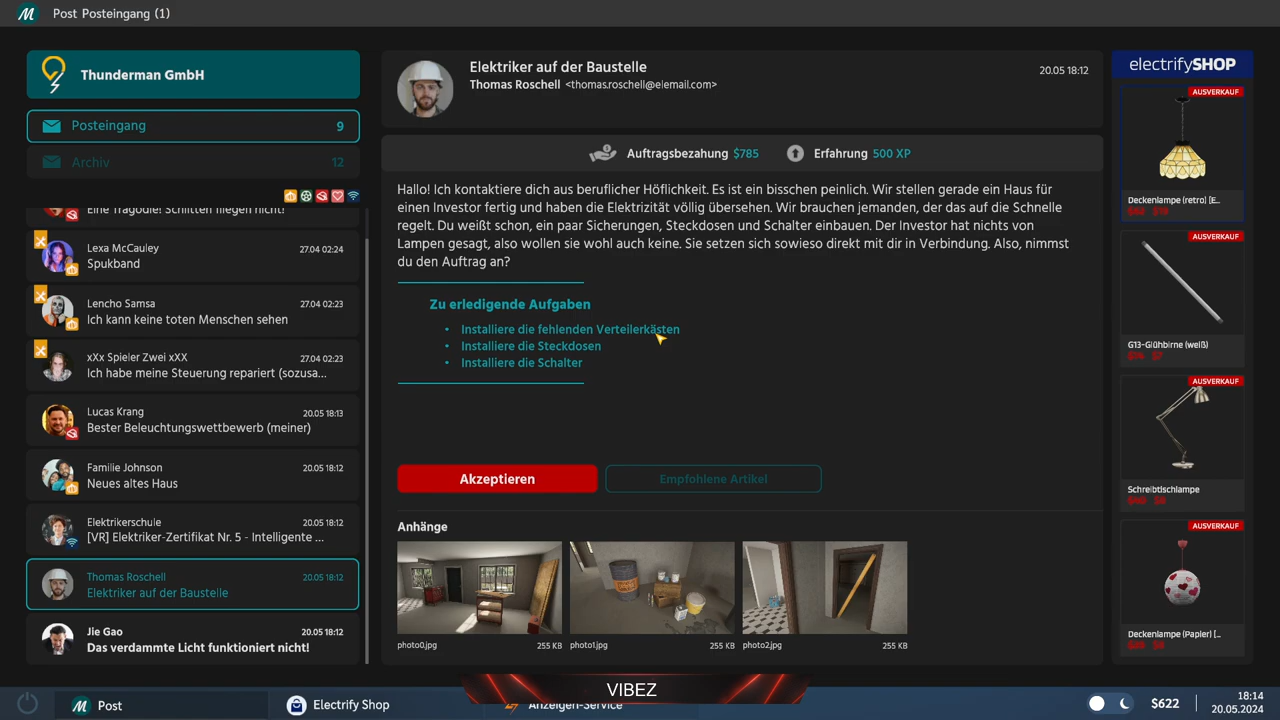 M Post Posteingang (1)
Thunderman GmbH
Posteingang 9
Archiv 12
Eine Tragödie! Schlitten fliegen nicht!
Lexa McCauley 27.04 02:24
Spukband
Lencho Samsa 27.04 02:23
Ich kann keine toten Menschen sehen
xXx Spieler Zwei xXX 27.04 02:23
Ich habe meine Steuerung repariert (sozusa...
Lucas Krang 20.05 18:13
Bester Beleuchtungswettbewerb (meiner)
Familie Johnson 20.05 18:12
Neues altes Haus
Elektrikerschule 20.05 18:12
[VR] Elektriker-Zertifikat Nr. 5 - Intelligente ...
Thomas Roschell 20.05 18:12
Elektriker auf der Baustelle
Jie Gao 20.05 18:12
Das verdammte Licht funktioniert nicht!
Elektriker auf der Baustelle
Thomas Roschell <thomas.roschell@elemail.com>
20.05 18:12
Auftragsbezahung $785 Erfahrung 500 XP
Hallo! Ich kontaktiere dich aus beruflicher Höflichkeit. Es ist ein bisschen peinlich. Wir stellen gerade ein Haus für
einen Investor fertig und haben die Elektrizität völlig übersehen. Wir brauchen jemanden, der das auf die Schnelle
regelt. Du weißt schon, ein paar Sicherungen, Steckdosen und Schalter einbauen. Der Investor hat nichts von
Lampen gesagt, also wollen sie wohl auch keine. Sie setzen sich sowieso direkt mit dir in Verbindung. Also, nimmst
du den Auftrag an?
Zu erledigende Aufgaben
• Installiere die fehlenden Verteilerkästen
• Installiere die Steckdosen
• Installiere die Schalter
Akzeptieren Empfohlene Artikel
Anhänge
photo0.jpg 255 KB photo1.jpg 255 KB photo2.jpg 255 KB
electrifySHOP
AUSVERKAUF
Deckenlampe (retro) [E...
AUSVERKAUF
G13-Glühbirne (weiß)
AUSVERKAUF
Schreibtischlampe
AUSVERKAUF
Deckenlampe (Papier) [...
VIBEZ
M Post Electrify Shop Anzeigen-Service $622 18:14
20.05.2024